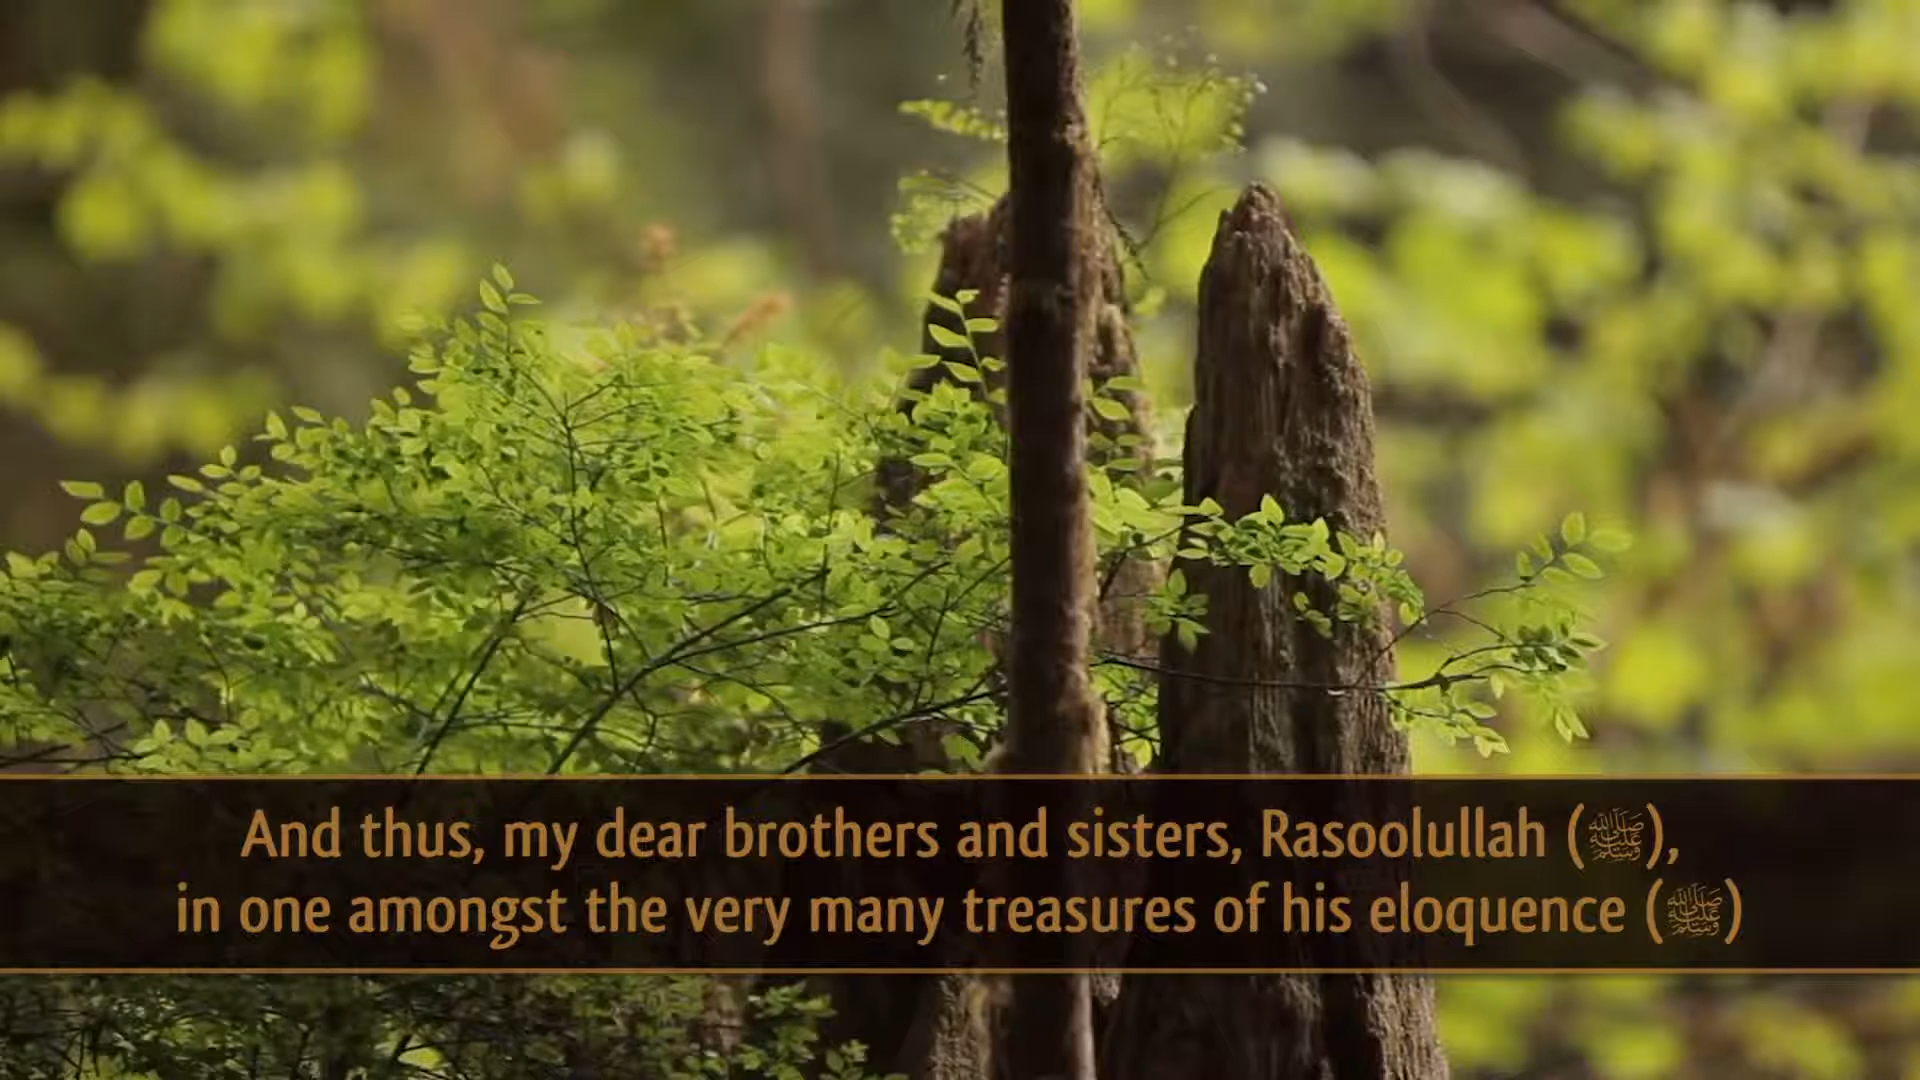 And thus, my dear brothers and sisters, Rasoolullah (ﷺ),
in one amongst the very many treasures of his eloquence (ﷺ)